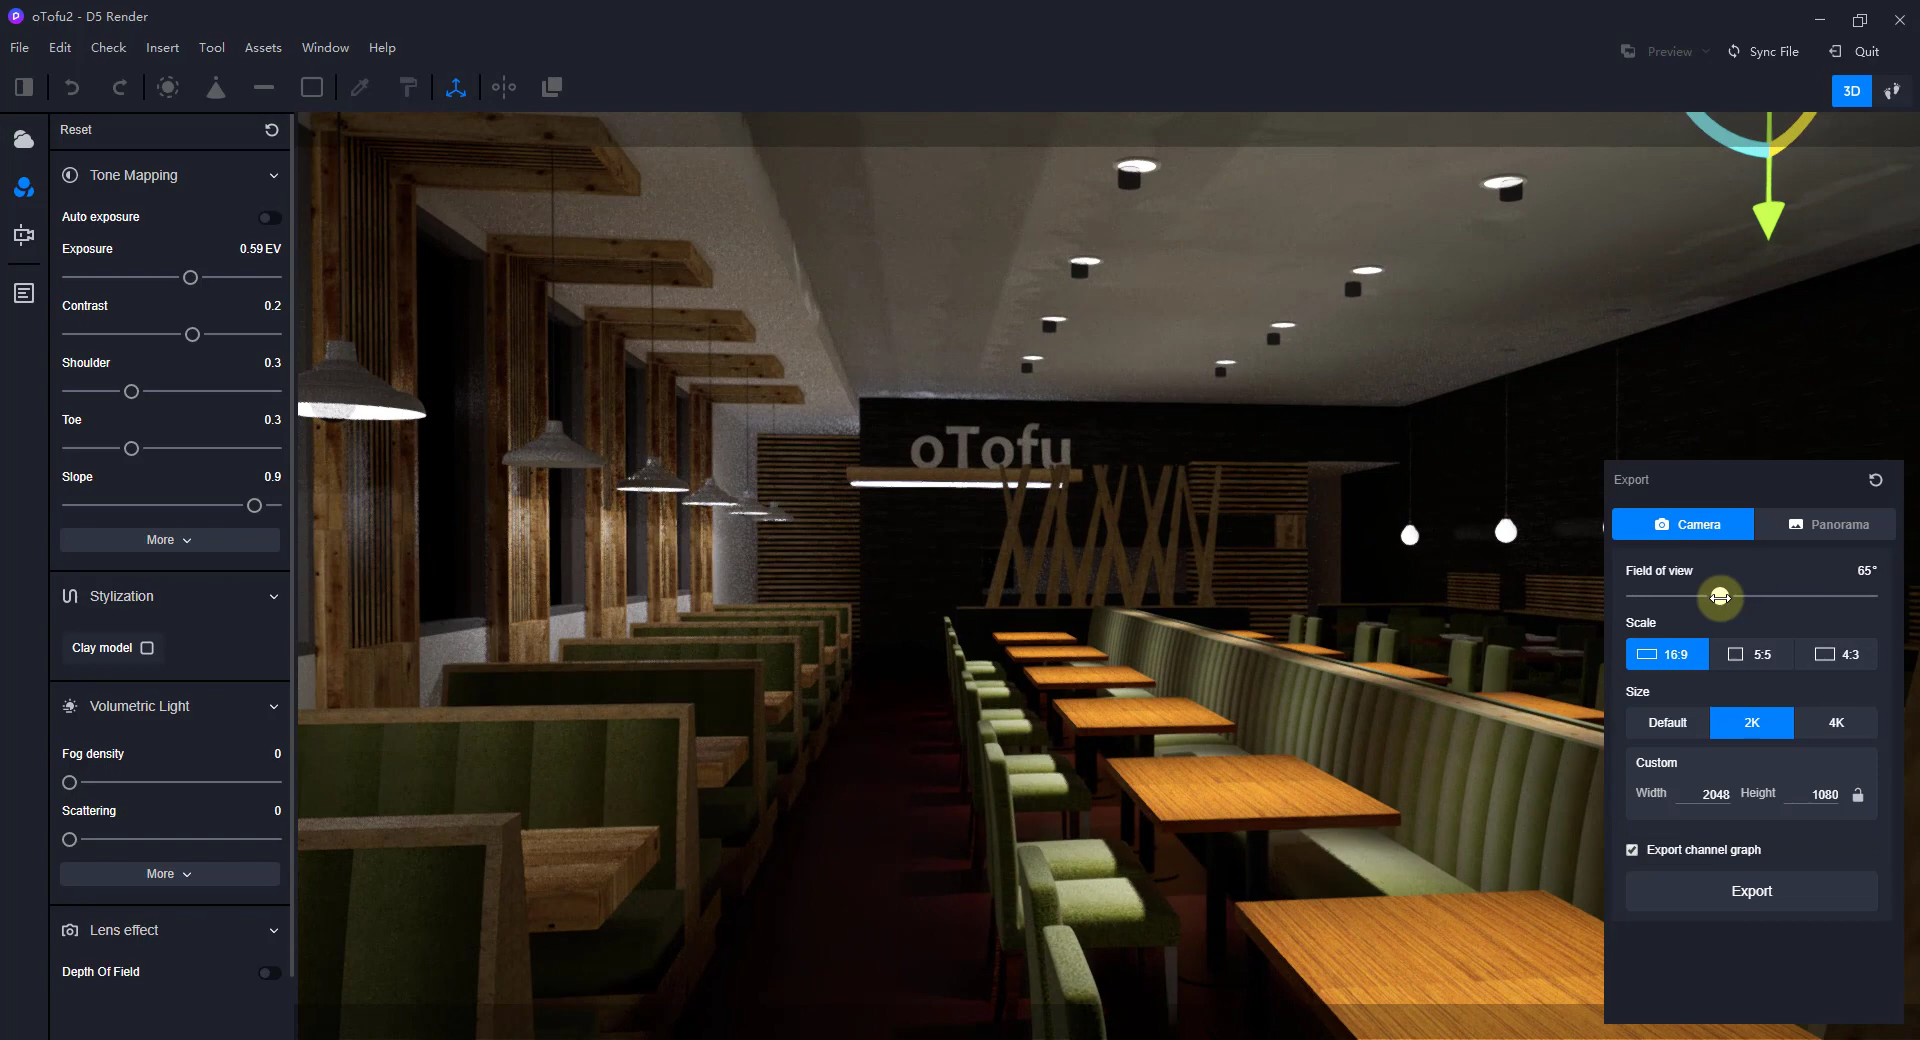 oTofu2 - D5 Render
File Edit Check Insert Tool Assets Window Help
Preview Sync File Quit
3D
Reset
Tone Mapping
Auto exposure
Exposure 0.59 EV
Contrast 0.2
Shoulder 0.3
Toe 0.3
Slope 0.9
More
Stylization
Clay model
Volumetric Light
Fog density 0
Scattering 0
More
Lens effect
Depth Of Field
oTofu
Export
Camera Panorama
Field of view 65°
Scale
16:9 5:5 4:3
Size
Default 2K 4K
Custom
Width 2048 Height 1080
Export channel graph
Export